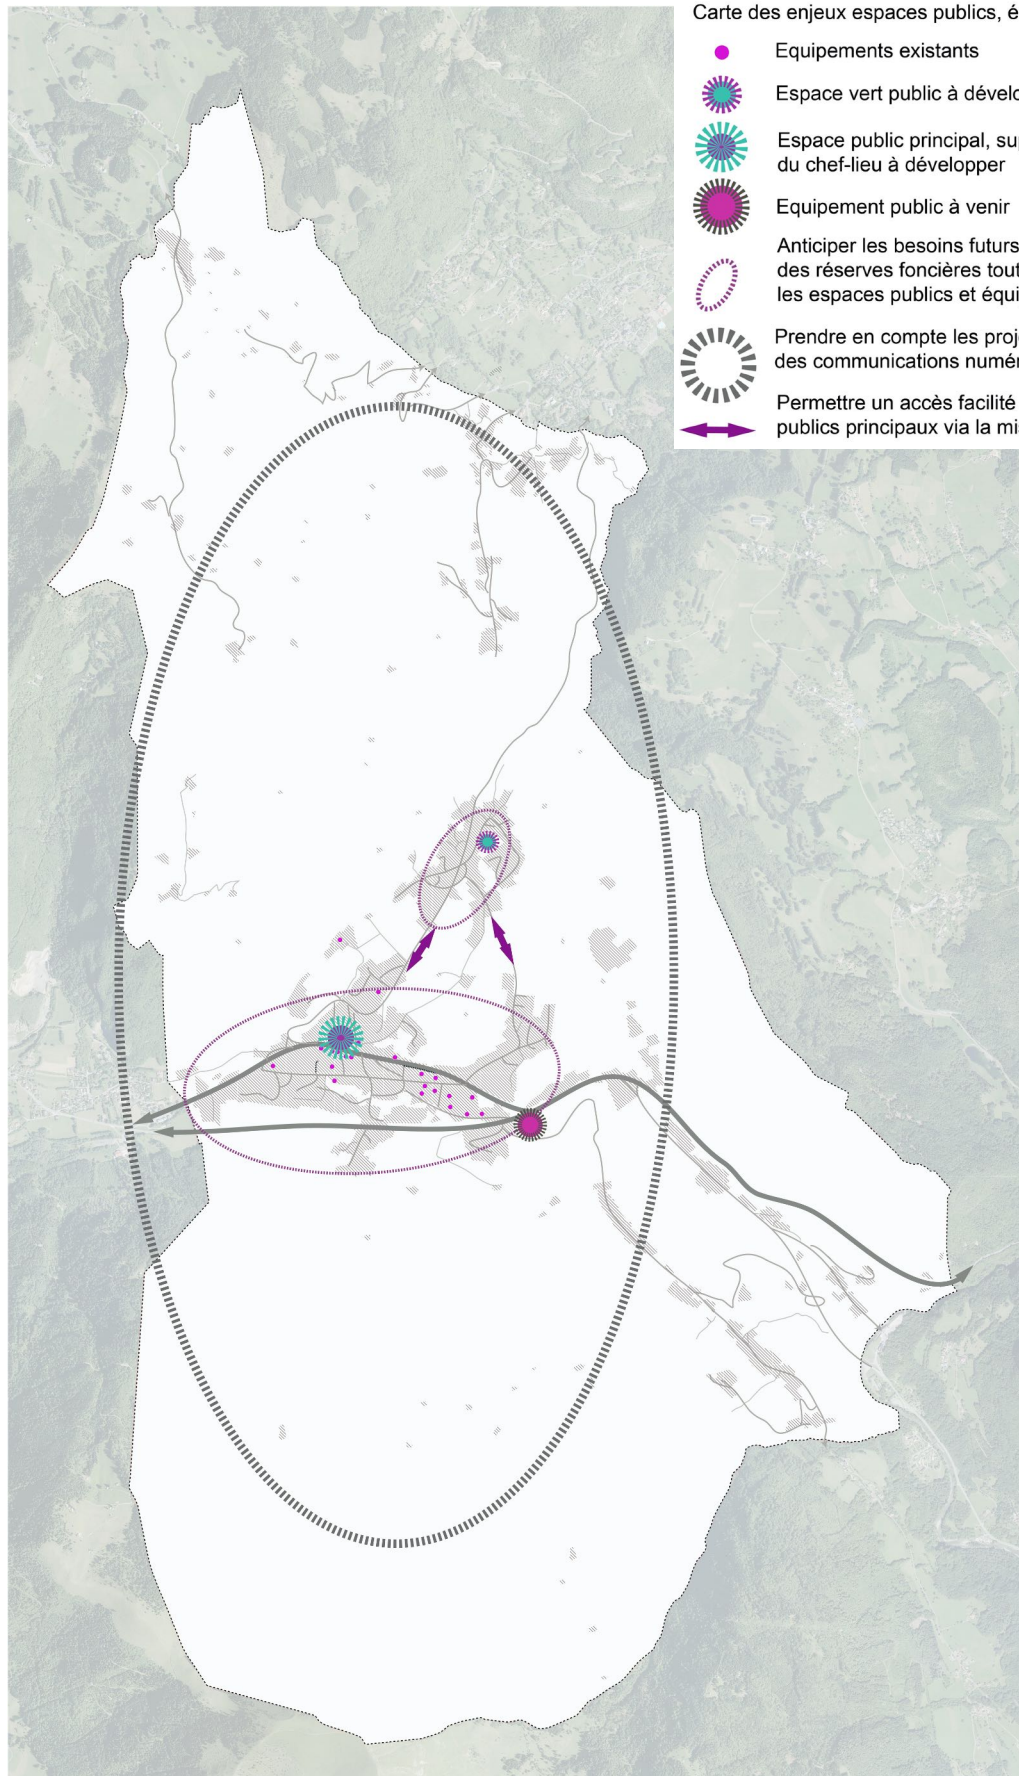 Carte des enjeux espaces publics, é
Equipements existants
Espace vert public à dévelo
Espace public principal, su
du chef-lieu à développer
Equipement public à venir
Anticiper les besoins futurs
des réserves foncières tout
les espaces publics et équi
Prendre en compte les proj
des communications numér
Permettre un accès facilité
publics principaux via la mi